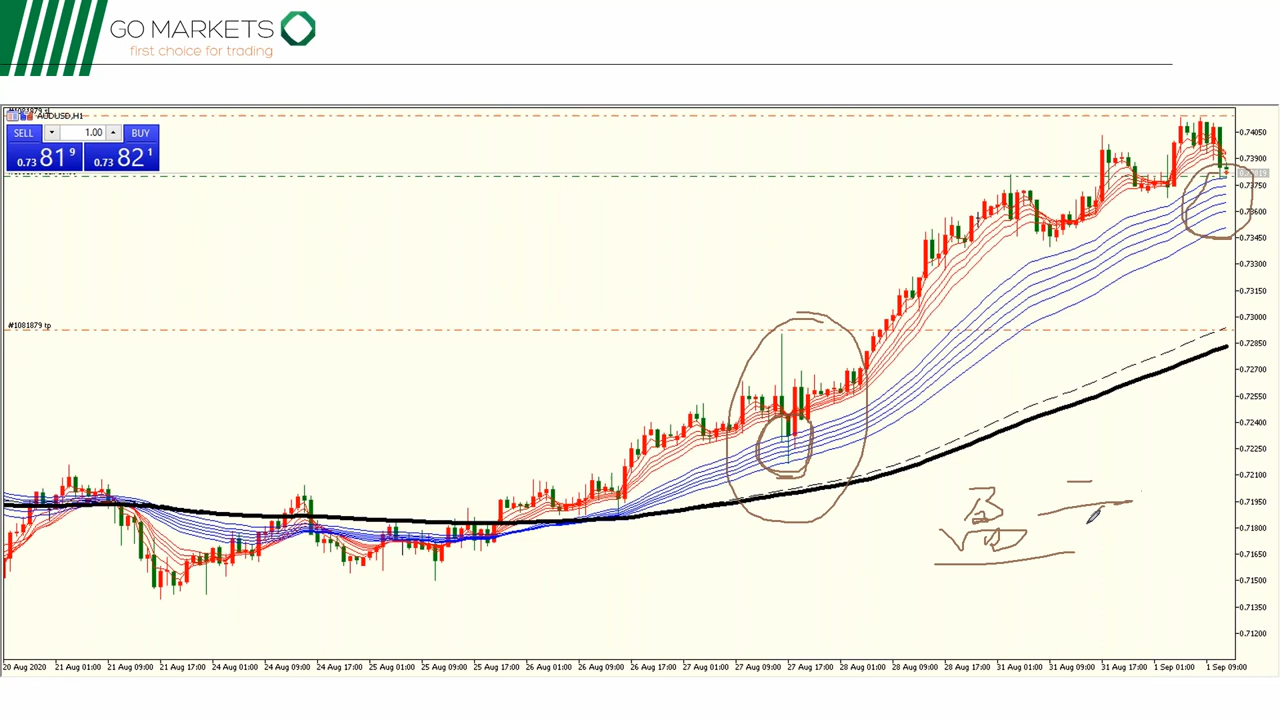 GO MARKETS
first choice for trading
AUDUSD,H1
SELL 1.00 BUY
0.73 81 9 0.73 82 1
#1081879 tp
0.74050
0.73900
0.73750
0.73600
0.73450
0.73300
0.73150
0.73000
0.72850
0.72700
0.72550
0.72400
0.72250
0.72100
0.71950
0.71800
0.71650
0.71500
0.71350
0.71200
20 Aug 2020 21 Aug 01:00 21 Aug 09:00 21 Aug 17:00 24 Aug 01:00 24 Aug 09:00 24 Aug 17:00 25 Aug 01:00 25 Aug 09:00 25 Aug 17:00 26 Aug 01:00 26 Aug 09:00 26 Aug 17:00 27 Aug 01:00 27 Aug 09:00 27 Aug 17:00 28 Aug 01:00 28 Aug 09:00 28 Aug 17:00 31 Aug 01:00 31 Aug 09:00 31 Aug 17:00 1 Sep 01:00 1 Sep 09:00